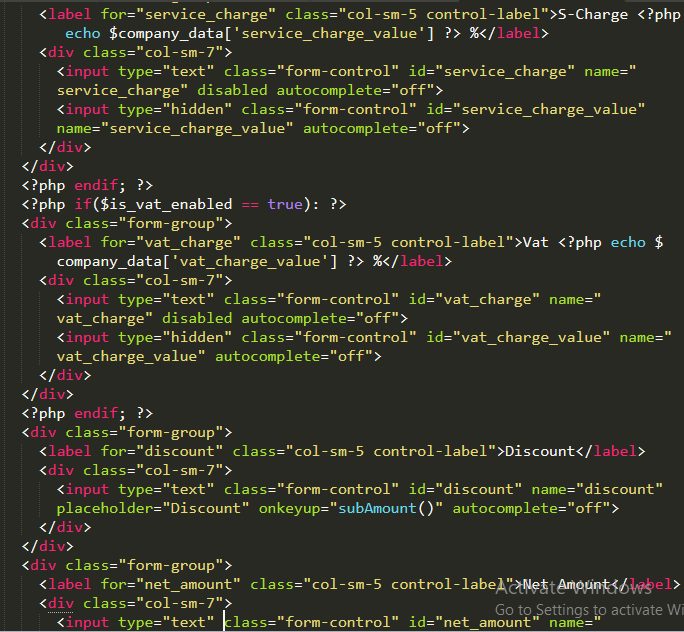 <label for="service_charge" class="col-sm-5 control-label">S-Charge <?php
echo $company_data['service_charge_value'] ?> %</label>
<div class="col-sm-7">
<input type="text" class="form-control" id="service_charge" name="
service_charge" disabled autocomplete="off">
<input type="hidden" class="form-control" id="service_charge_value"
name="service_charge_value" autocomplete="off">
</div>
</div>
<?php endif; ?>
<?php if($is_vat_enabled == true): ?>
<div class="form-group">
<label for="vat_charge" class="col-sm-5 control-label">Vat <?php echo $
company_data['vat_charge_value'] ?> %</label>
<div class="col-sm-7">
<input type="text" class="form-control" id="vat_charge" name="
vat_charge" disabled autocomplete="off">
<input type="hidden" class="form-control" id="vat_charge_value" name="
vat_charge_value" autocomplete="off">
</div>
</div>
<?php endif; ?>
<div class="form-group">
<label for="discount" class="col-sm-5 control-label">Discount</label>
<div class="col-sm-7">
<input type="text" class="form-control" id="discount" name="discount"
placeholder="Discount" onkeyup="subAmount()" autocomplete="off">
</div>
</div>
<div class="form-group">
<label for="net_amount" class="col-sm-5 control-label">Net Amount</label>
Activate Windows
<div class="col-sm-7">
Go to Settings to activate Wi
<input type="text" class="form-control" id="net_amount" name="